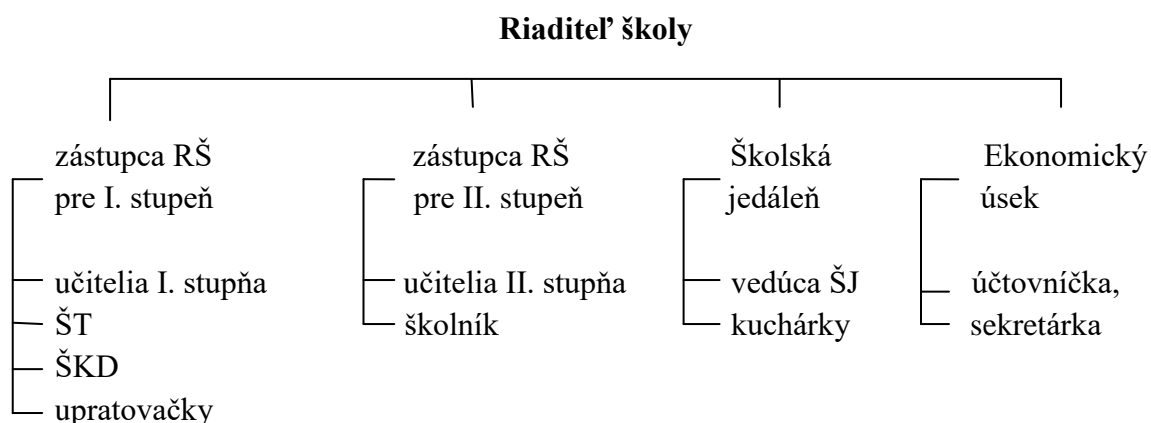 Riaditeľ školy
zástupca RŠ
pre I. stupeň
učitelia I. stupňa
ŠT
ŠKD
upratovačky
zástupca RŠ
pre II. stupeň
učitelia II. stupňa
školník
Školská
jedáleň
vedúca ŠJ
kuchárky
Ekonomický
úsek
účtovníčka,
sekretárka